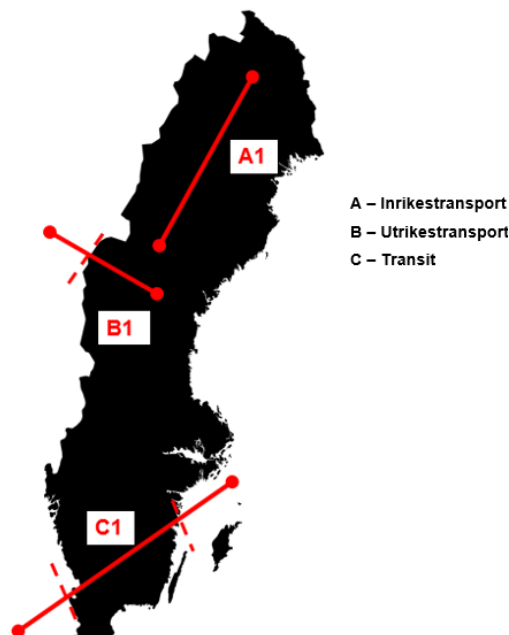 A1
A – Inrikestransport
B – Utrikestransport
C – Transit
B1
C1